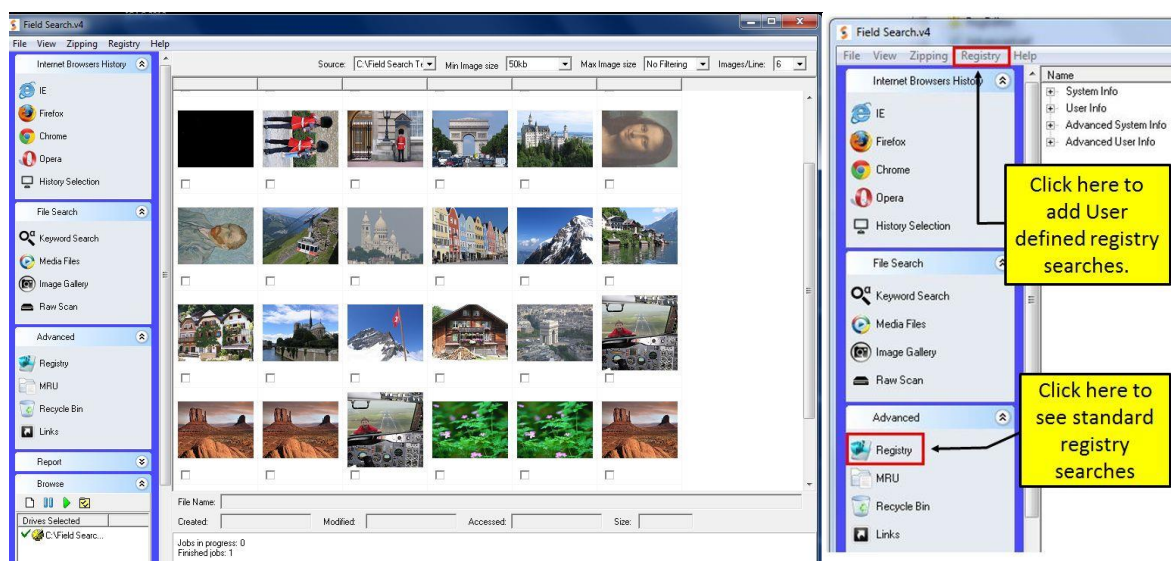 Field Search.v4
File View Zipping Registry Help
Internet Browsers History
IE
Firefox
Chrome
Opera
History Selection
File Search
Keyword Search
Media Files
Image Gallery
Raw Scan
Advanced
Registry
MRU
Recycle Bin
Links
Report
Browse
Drives Selected
C:\Field Searc...
Source: C:\Field Search Te Min Image size 50kb Max Image size No Filtering Images/Line: 6
File Name:
Created: Modified: Accessed: Size:
Jobs in progress: 0
Finished jobs: 1
Field Search.v4
File View Zipping Registry Help
Internet Browsers History
IE
Firefox
Chrome
Opera
History Selection
File Search
Keyword Search
Media Files
Image Gallery
Raw Scan
Advanced
Registry
MRU
Recycle Bin
Links
Name
System Info
User Info
Advanced System Info
Advanced User Info
Click here to
add User
defined registry
searches.
Click here to
see standard
registry
searches